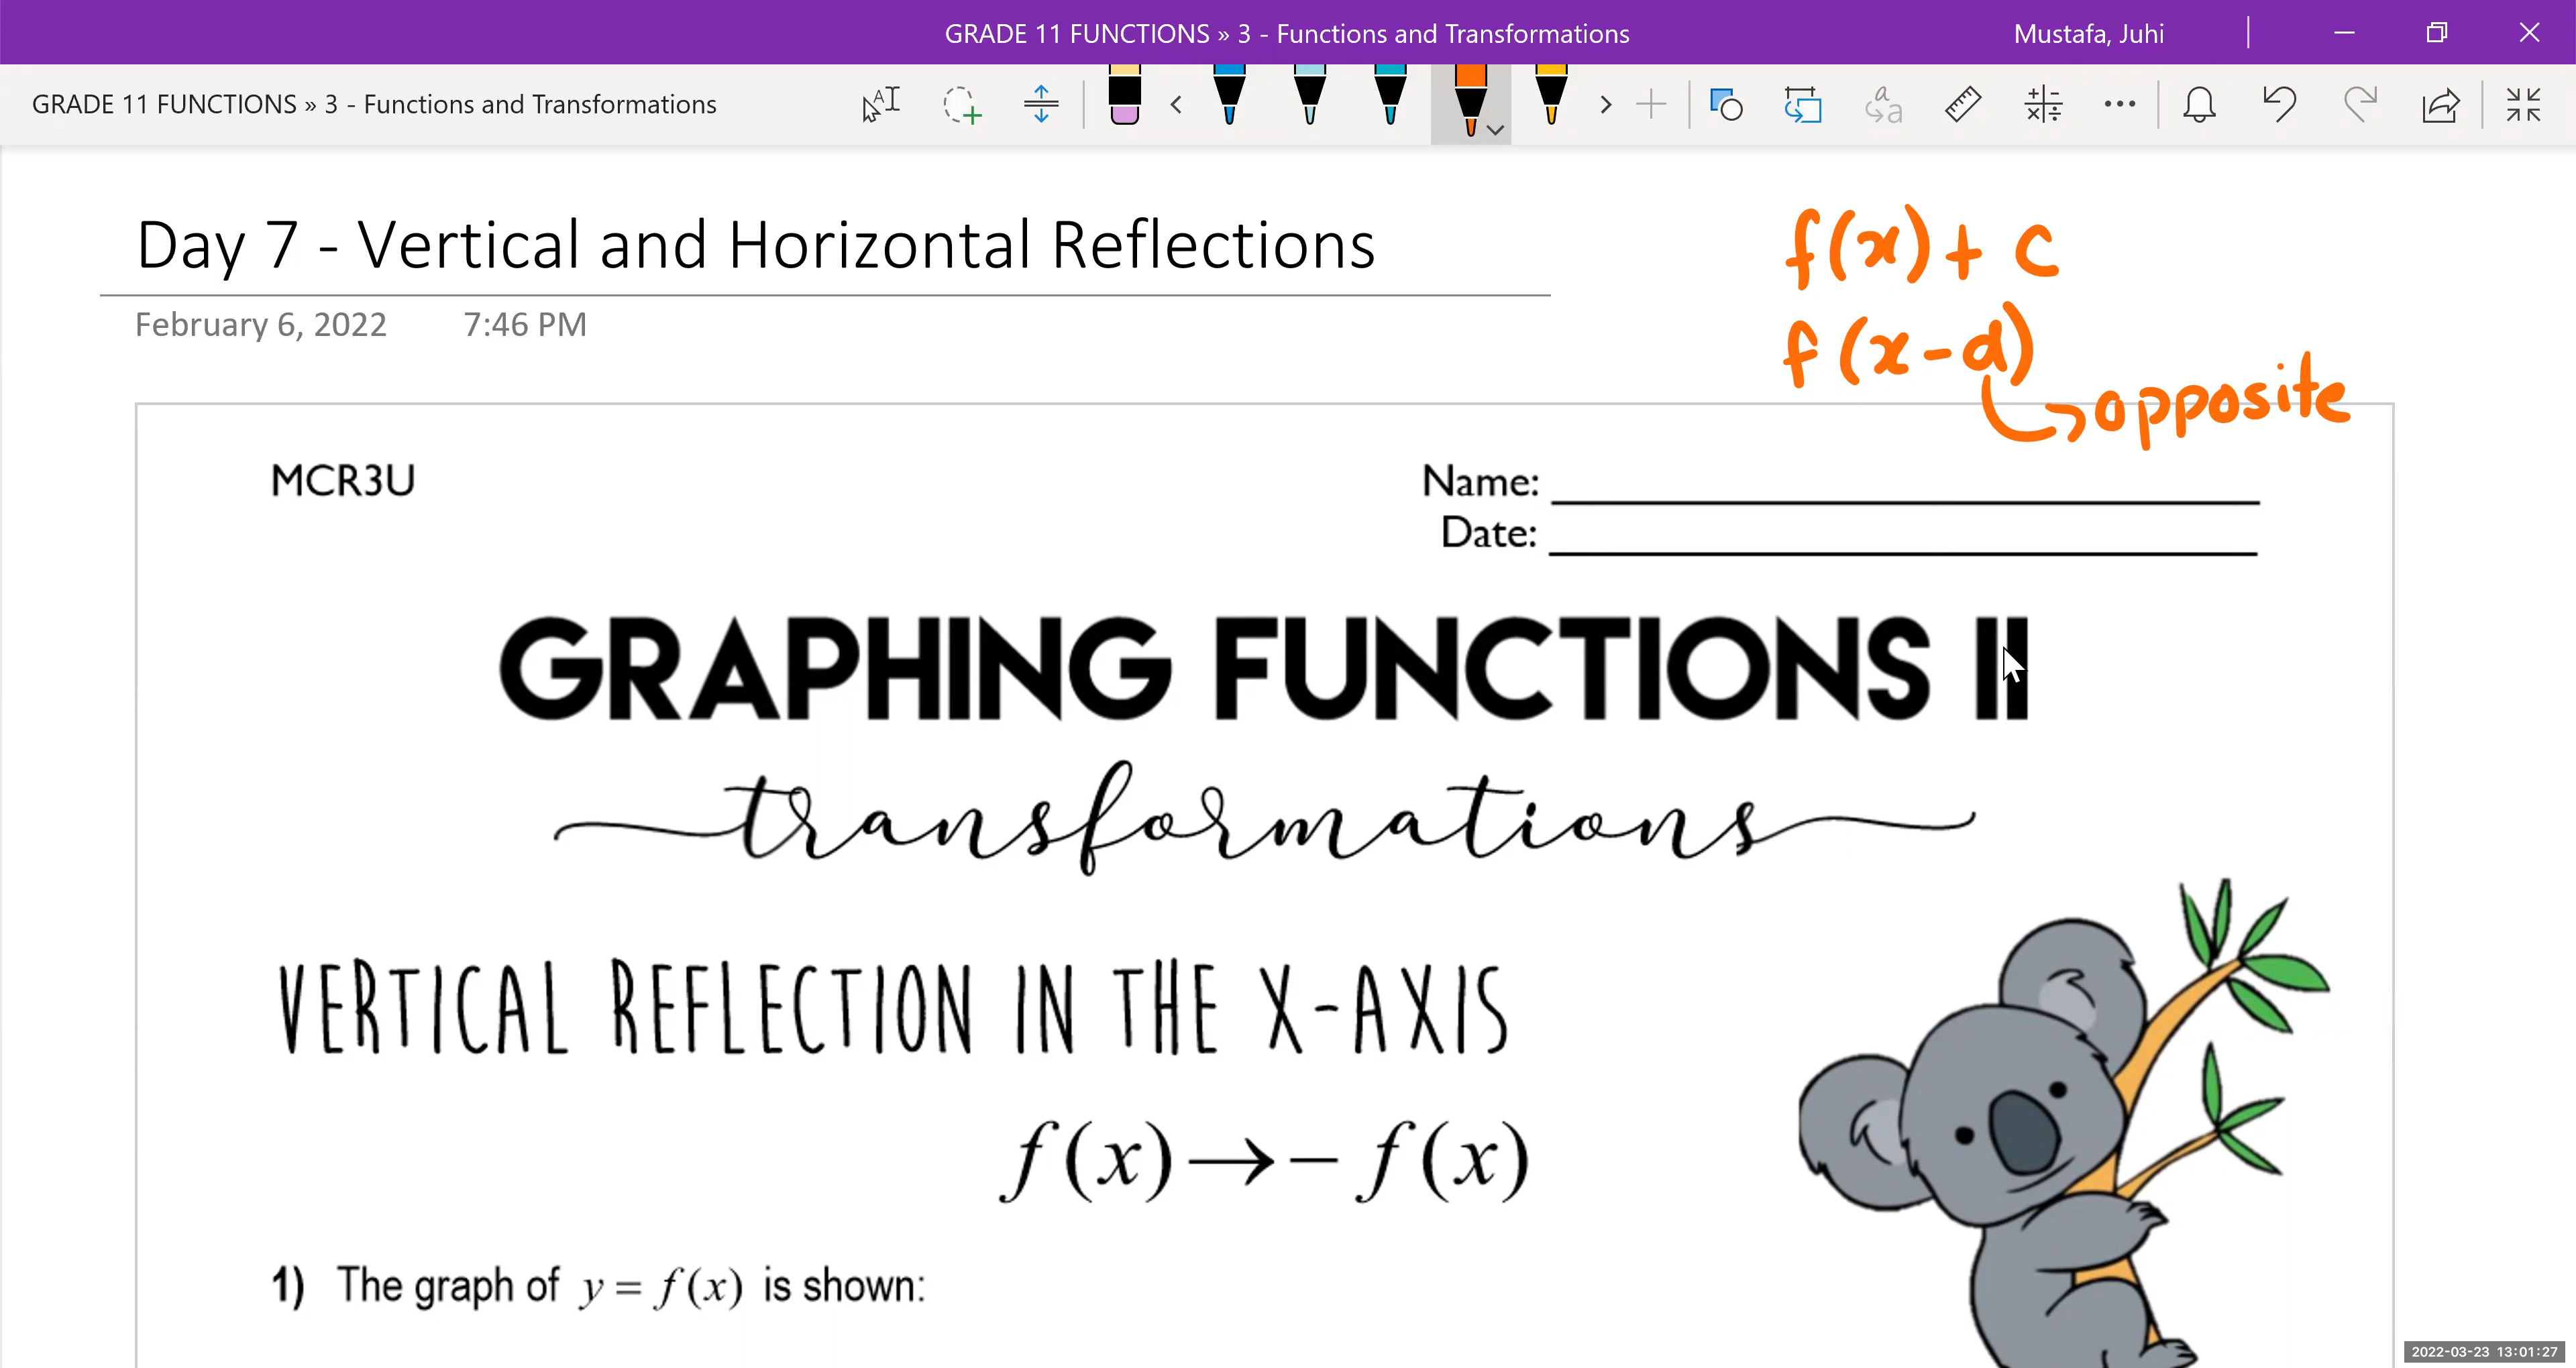 GRADE 11 FUNCTIONS » 3 - Functions and Transformations
Mustafa, Juhi
GRADE 11 FUNCTIONS » 3 - Functions and Transformations
Day 7 - Vertical and Horizontal Reflections
February 6, 2022 7:46 PM
f(x) + c
f(x-d)
opposite
MCR3U
Name:
Date:
GRAPHING FUNCTIONS II
transformations
VERTICAL REFLECTION IN THE X-AXIS
f(x)→-f(x)
1) The graph of y = f(x) is shown:
2022-03-23 13:01:27